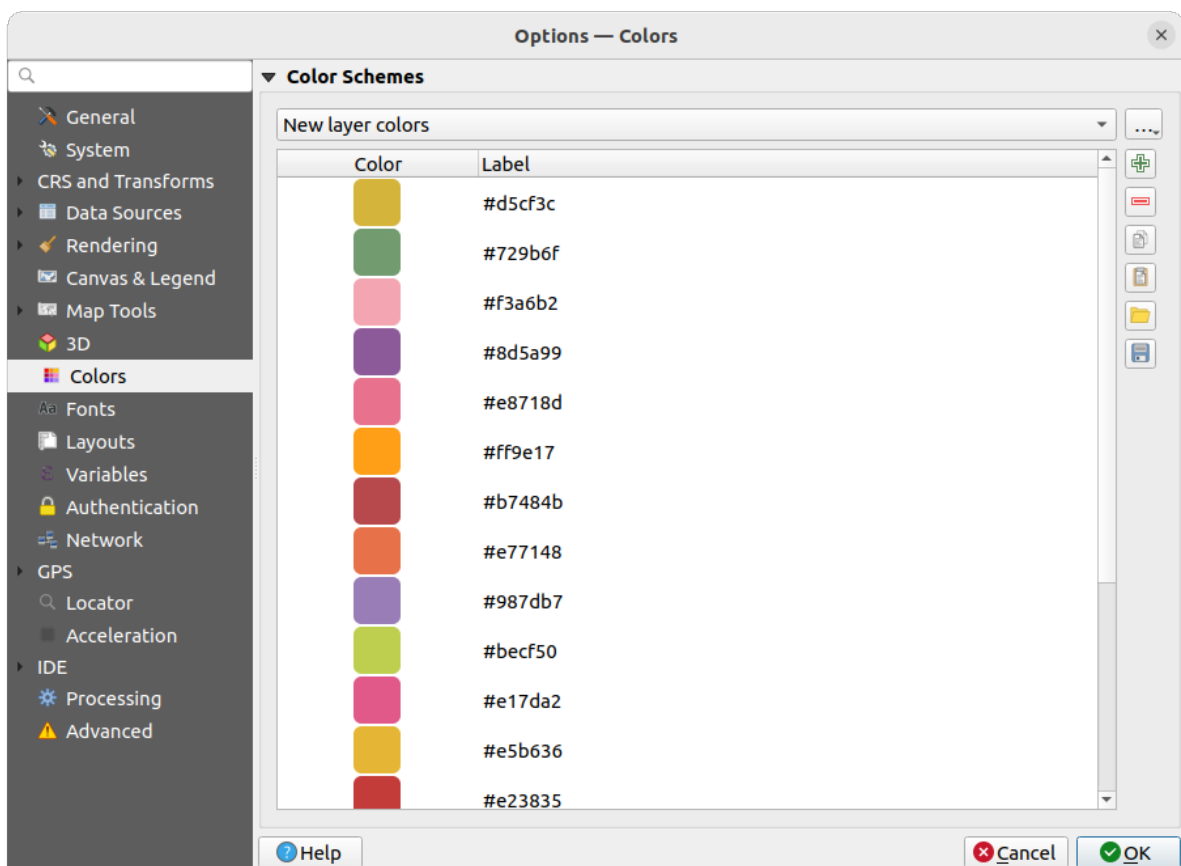 Options — Colors
General
System
CRS and Transforms
Data Sources
Rendering
Canvas & Legend
Map Tools
3D
Colors
Aa Fonts
Layouts
Variables
Authentication
Network
GPS
Locator
Acceleration
IDE
Processing
Advanced
Color Schemes
New layer colors
...
Color Label
#d5cf3c
#729b6f
#f3a6b2
#8d5a99
#e8718d
#ff9e17
#b7484b
#e77148
#987db7
#becf50
#e17da2
#e5b636
#e23835
Help
Cancel
OK